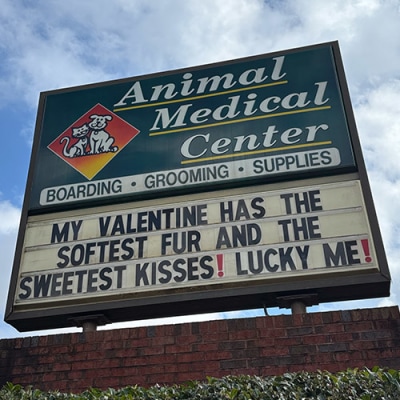 Animal
Medical
Center
BOARDING • GROOMING • SUPPLIES
MY VALENTINE HAS THE
SOFTEST FUR AND THE
SWEETEST KISSES! LUCKY ME!